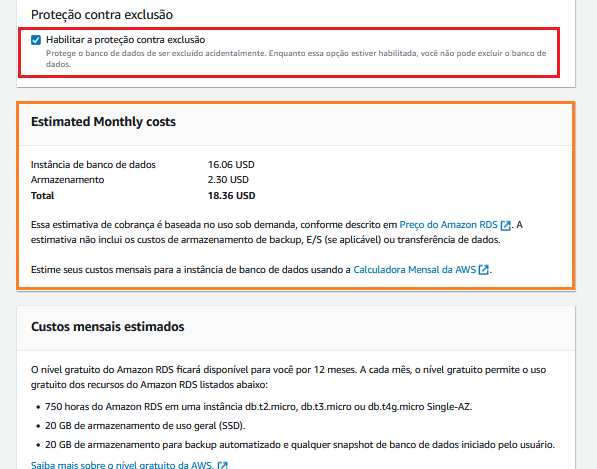 Proteção contra exclusão
Habilitar a proteção contra exclusão
Protege o banco de dados de ser excluído acidentalmente. Enquanto essa opção estiver habilitada, você não pode excluir o banco de
dados.
Estimated Monthly costs
Instância de banco de dados 16.06 USD
Armazenamento 2.30 USD
Total 18.36 USD
Essa estimativa de cobrança é baseada no uso sob demanda, conforme descrito em Preço do Amazon RDS. A
estimativa não inclui os custos de armazenamento de backup, E/S (se aplicável) ou transferência de dados.
Estime seus custos mensais para a instância de banco de dados usando a Calculadora Mensal da AWS.
Custos mensais estimados
O nível gratuito do Amazon RDS ficará disponível para você por 12 meses. A cada mês, o nível gratuito permite o uso
gratuito dos recursos do Amazon RDS listados abaixo:
• 750 horas do Amazon RDS em uma instância db.t2.micro, db.t3.micro ou db.t4g.micro Single-AZ.
• 20 GB de armazenamento de uso geral (SSD).
• 20 GB de armazenamento para backup automatizado e qualquer snapshot de banco de dados iniciado pelo usuário.
Saiba mais sobre o nível gratuito da AWS.